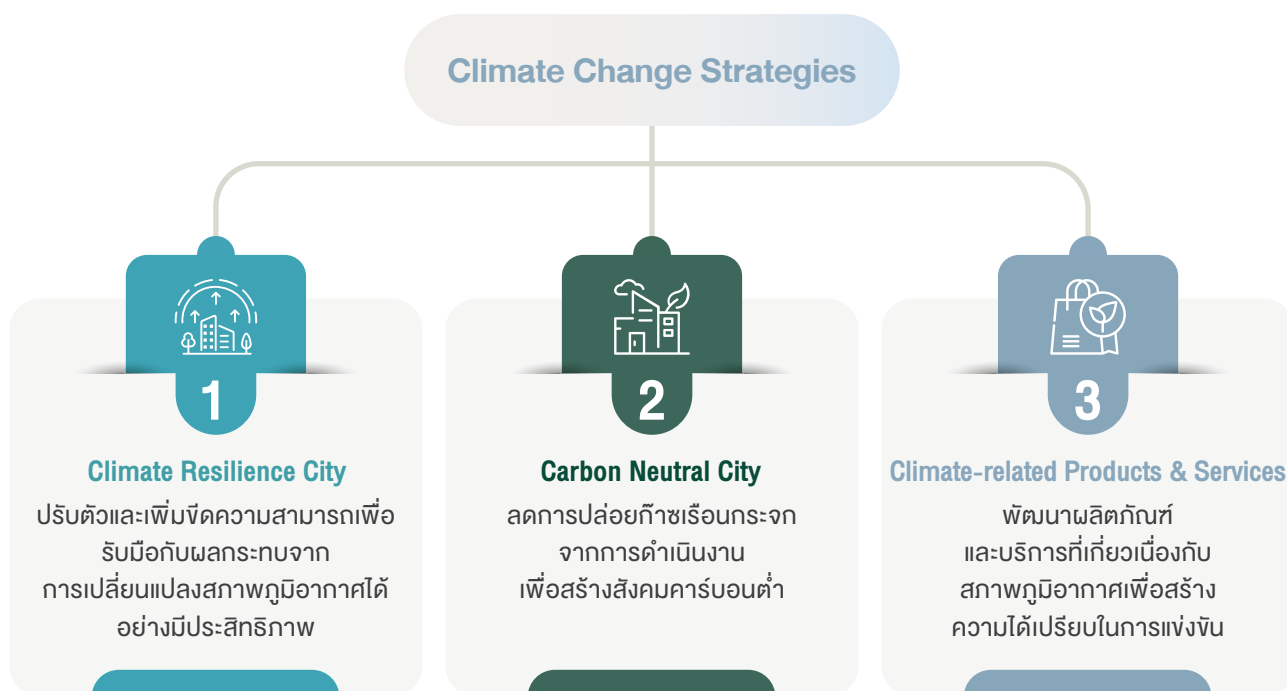 Climate Change Strategies
1
Climate Resilience City
ปรับตัวและเพิ่มขีดความสามารถเพื่อ
รับมือกับผลกระทบจาก
การเปลี่ยนแปลงสภาพภูมิอากาศได้
อย่างมีประสิทธิภาพ
2
Carbon Neutral City
ลดการปล่อยก๊าซเรือนกระจก
จากการดำเนินงาน
เพื่อสร้างสังคมคาร์บอนต่ำ
3
Climate-related Products & Services
พัฒนาผลิตภัณฑ์
และบริการที่เกี่ยวเนื่องกับ
สภาพภูมิอากาศเพื่อสร้าง
ความได้เปรียบในการแข่งขัน